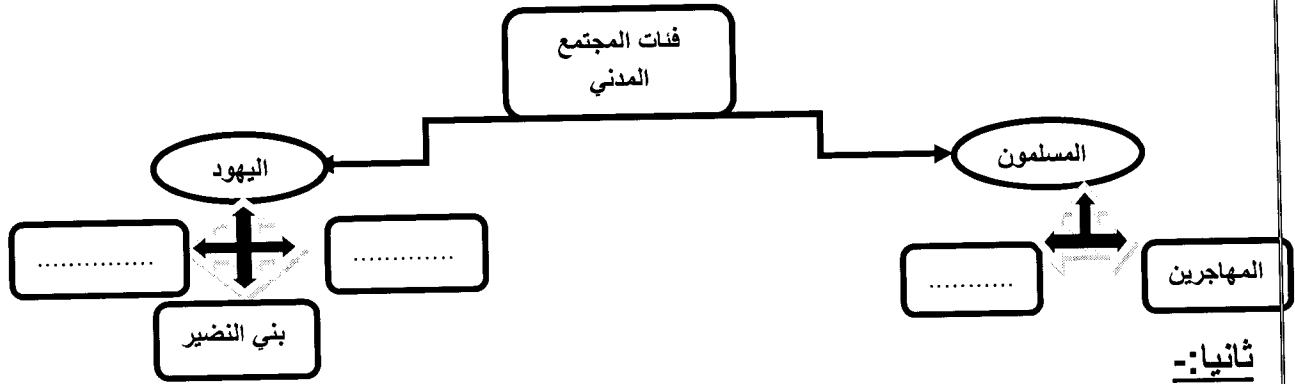 فئات المجتمع
المدني
المسلمون
اليهود
المهاجرين
...........
.............
...............
بني النضير
ثانيا:-